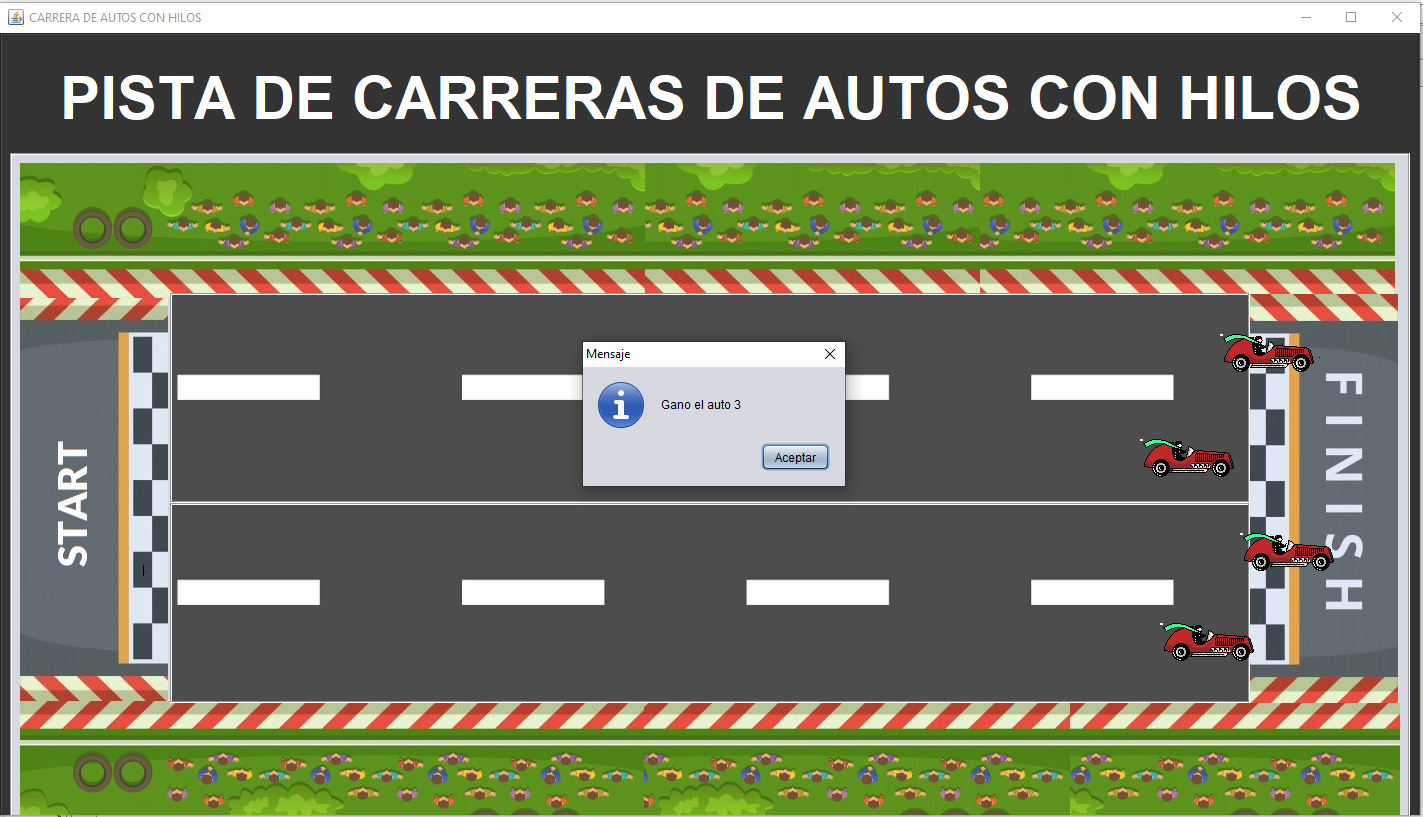 CARRERA DE AUTOS CON HILOS
PISTA DE CARRERAS DE AUTOS CON HILOS
Mensaje
Gano el auto 3
Aceptar
START
FINISH